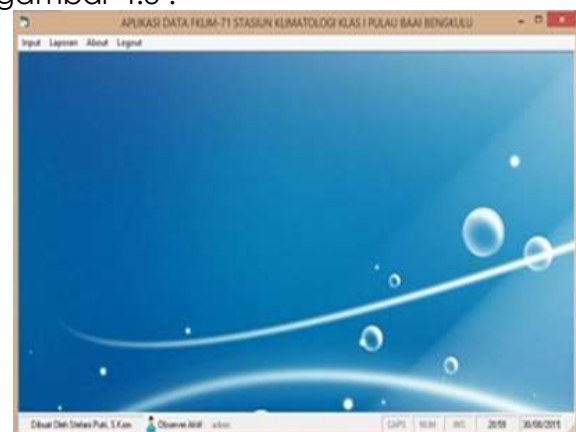 gambar 4.3 :
APLIKASI DATA FKLIM-71 STASIUN KLIMATOLOGI KLAS I PULAU BAAI BENGKULU
Input Laporan About Logout
Dibuat Oleh Stelasi Putri, S.Kom Observer Aktif : admin CAPS NUM INS 20:59 30/08/2015